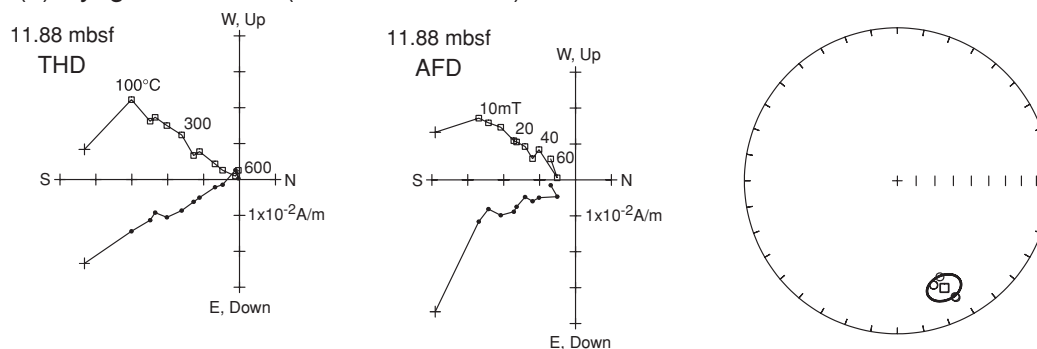 11.88 mbsf
THD
W, Up
100°C
300
600
S
N
1x10-2A/m
E, Down
11.88 mbsf
AFD
W, Up
10mT
20
40
60
S
N
1x10-2A/m
E, Down